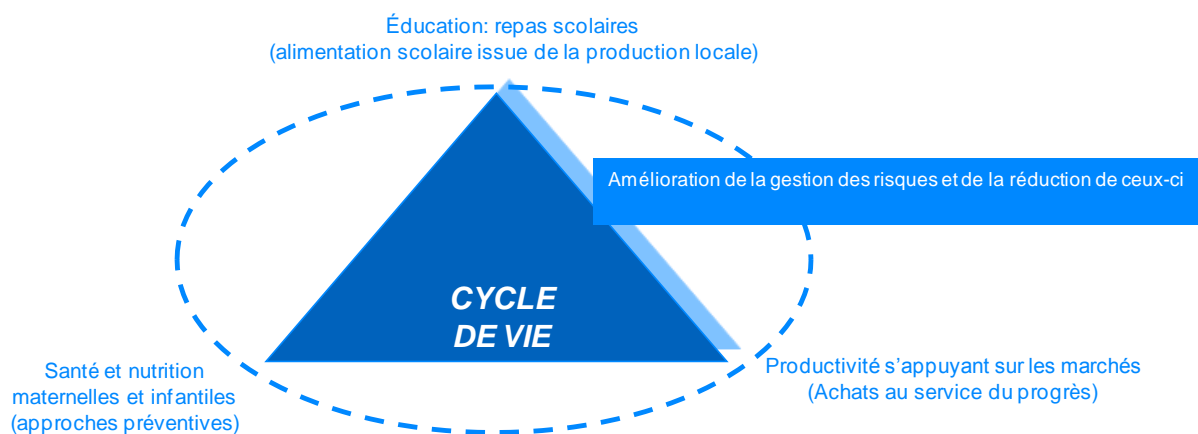 Éducation: repas scolaires
(alimentation scolaire issue de la production locale)
Amélioration de la gestion des risques et de la réduction de ceux-ci
CYCLE
DE VIE
Santé et nutrition
maternelles et infantiles
(approches préventives)
Productivité s’appuyant sur les marchés
(Achats au service du progrès)